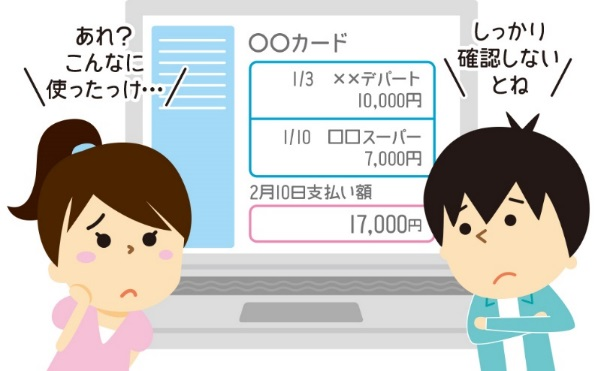 あれ?
こんなに
使ったっけ…
しっかり
確認しない
とね
〇〇カード
1/3 ××デパート
10,000円
1/10 □□スーパー
7,000円
2月10日支払い額
17,000円